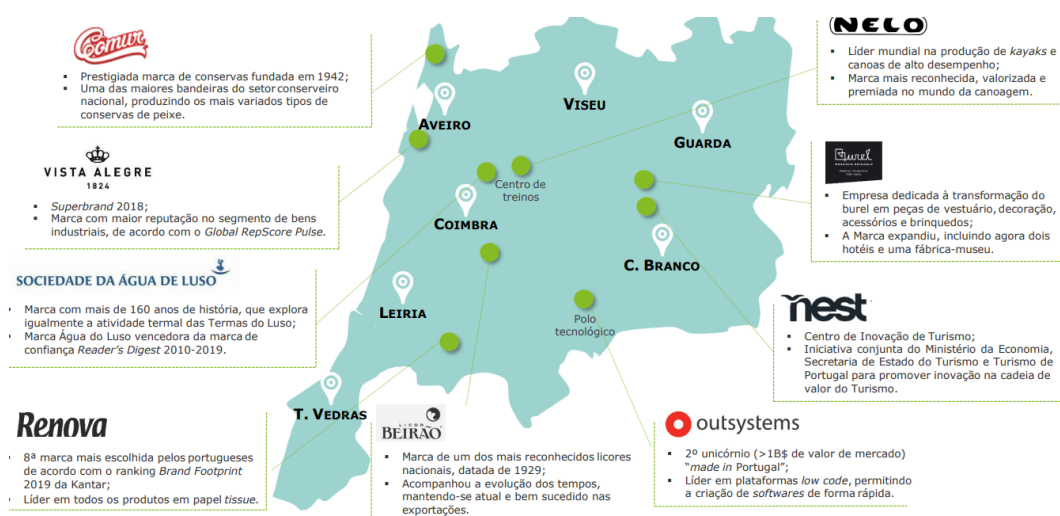 Comur
▪ Prestigiada marca de conservas fundada em 1942;
▪ Uma das maiores bandeiras do setor conserveiro
nacional, produzindo os mais variados tipos de
conservas de peixe.
VISTA ALEGRE
1824
▪ Superbrand 2018;
▪ Marca com maior reputação no segmento de bens
industriais, de acordo com o Global RepScore Pulse.
SOCIEDADE DA ÁGUA DE LUSO
▪ Marca com mais de 160 anos de história, que explora
igualmente a atividade termal das Termas do Luso;
▪ Marca Água do Luso vencedora da marca de
confiança Reader's Digest 2010-2019.
Renova
▪ 8ª marca mais escolhida pelos portugueses
de acordo com o ranking Brand Footprint
2019 da Kantar;
▪ Líder em todos os produtos em papel tissue.
AVEIRO
VISEU
GUARDA
Centro de
treinos
COIMBRA
C. BRANCO
LEIRIA
Polo
tecnológico
T. VEDRAS
LICOR
BEIRÃO
▪ Marca de um dos mais reconhecidos licores
nacionais, datada de 1929;
▪ Acompanhou a evolução dos tempos,
mantendo-se atual e bem sucedido nas
exportações.
NELO
▪ Líder mundial na produção de kayaks e
canoas de alto desempenho;
▪ Marca mais reconhecida, valorizada e
premiada no mundo da canoagem.
Burel
▪ Empresa dedicada à transformação do
burel em peças de vestuário, decoração,
acessórios e brinquedos;
▪ A Marca expandiu, incluindo agora dois
hotéis e uma fábrica-museu.
nest
▪ Centro de Inovação de Turismo;
▪ Iniciativa conjunta do Ministério da Economia,
Secretaria de Estado do Turismo e Turismo de
Portugal para promover inovação na cadeia de
valor do Turismo.
outsystems
▪ 2º unicórnio (>1B$ de valor de mercado)
"made in Portugal";
▪ Líder em plataformas low code, permitindo
a criação de softwares de forma rápida.